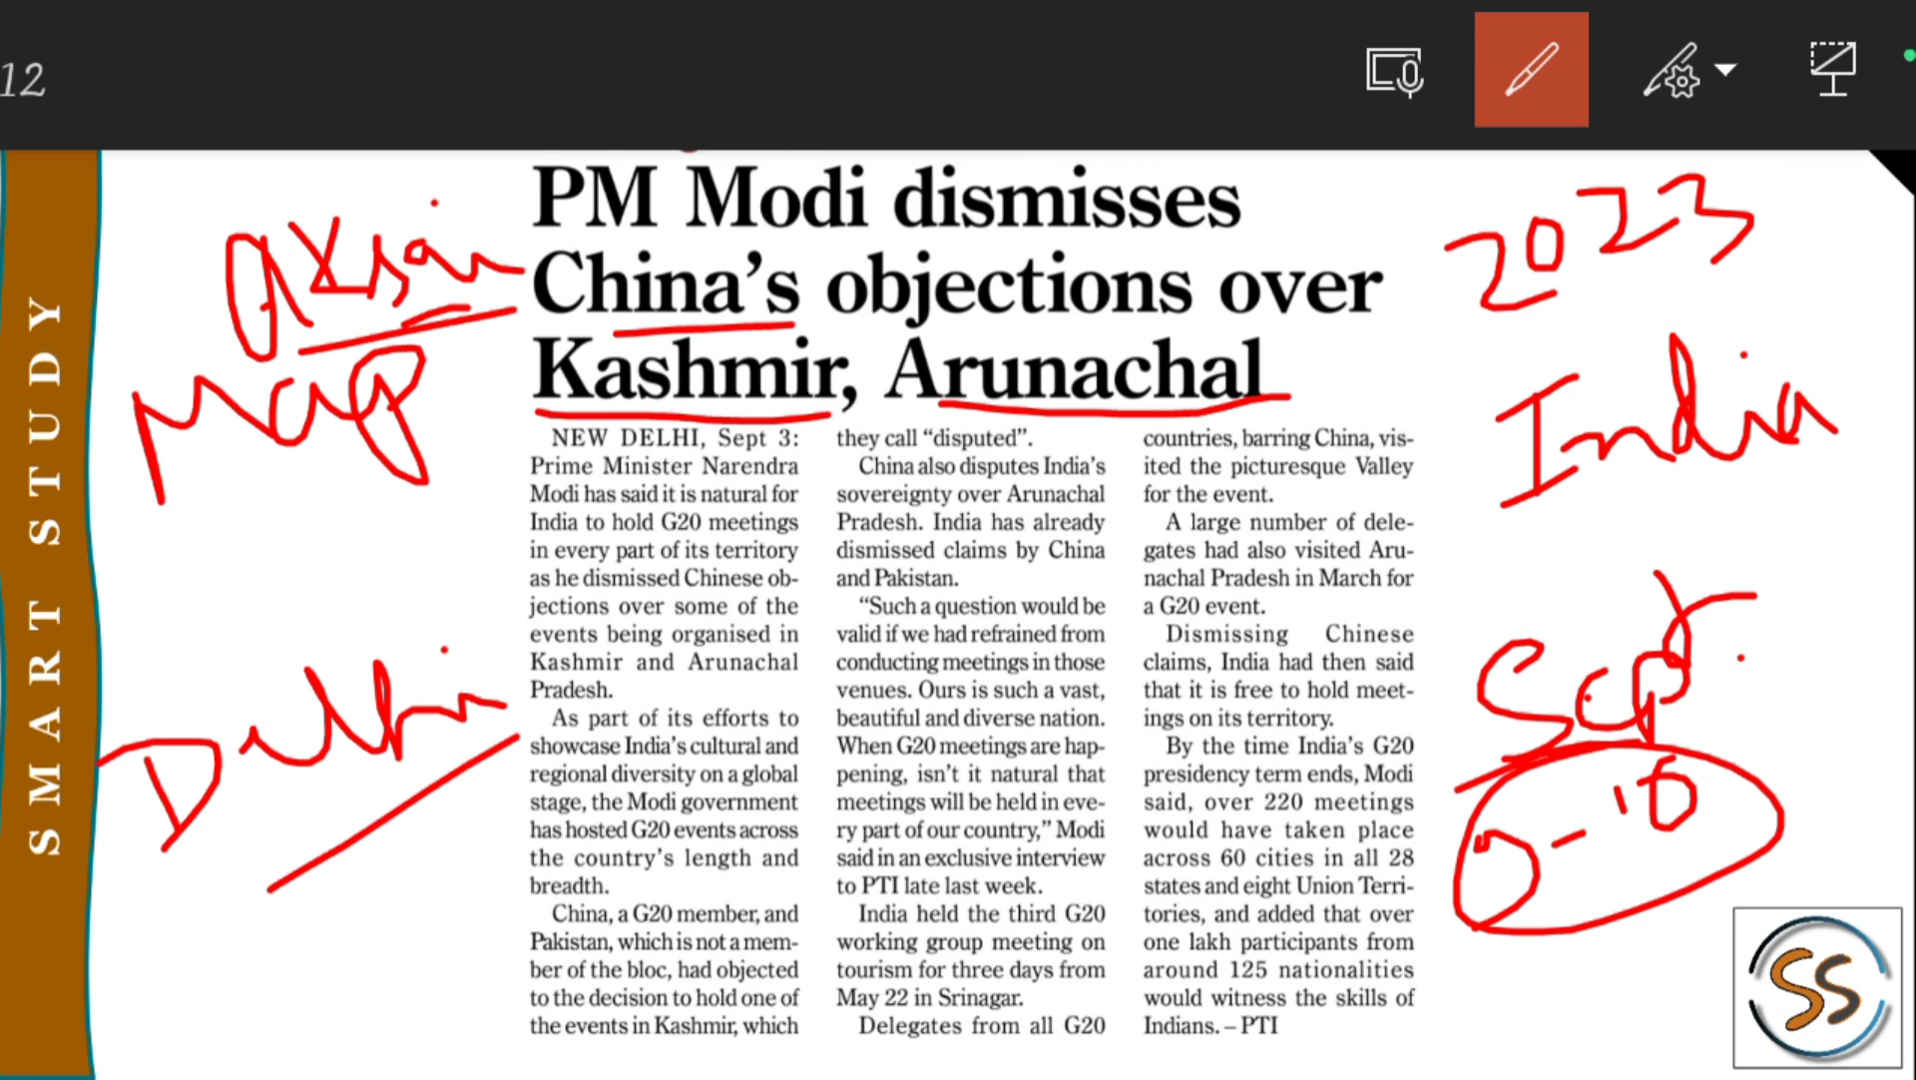 12
SMART STUDY
PM Modi dismisses
China's objections over
Kashmir, Arunachal
NEW DELHI, Sept 3:
Prime Minister Narendra
Modi has said it is natural for
India to hold G20 meetings
in every part of its territory
as he dismissed Chinese ob-
jections over some of the
events being organised in
Kashmir and Arunachal
Pradesh.
As part of its efforts to
showcase India's cultural and
regional diversity on a global
stage, the Modi government
has hosted G20 events across
the country's length and
breadth.
China, a G20 member, and
Pakistan, which is not a mem-
ber of the bloc, had objected
to the decision to hold one of
the events in Kashmir, which
they call "disputed".
China also disputes India's
sovereignty over Arunachal
Pradesh. India has already
dismissed claims by China
and Pakistan.
"Such a question would be
valid if we had refrained from
conducting meetings in those
venues. Ours is such a vast,
beautiful and diverse nation.
When G20 meetings are hap-
pening, isn't it natural that
meetings will be held in eve-
ry part of our country," Modi
said in an exclusive interview
to PTI late last week.
India held the third G20
working group meeting on
tourism for three days from
May 22 in Srinagar.
Delegates from all G20
countries, barring China, vis-
ited the picturesque Valley
for the event.
A large number of dele-
gates had also visited Aru-
nachal Pradesh in March for
a G20 event.
Dismissing Chinese
claims, India had then said
that it is free to hold meet-
ings on its territory.
By the time India's G20
presidency term ends, Modi
said, over 220 meetings
would have taken place
across 60 cities in all 28
states and eight Union Terri-
tories, and added that over
one lakh participants from
around 125 nationalities
would witness the skills of
Indians. – PTI
Map
Delhi
2023
India
Sept.
SS